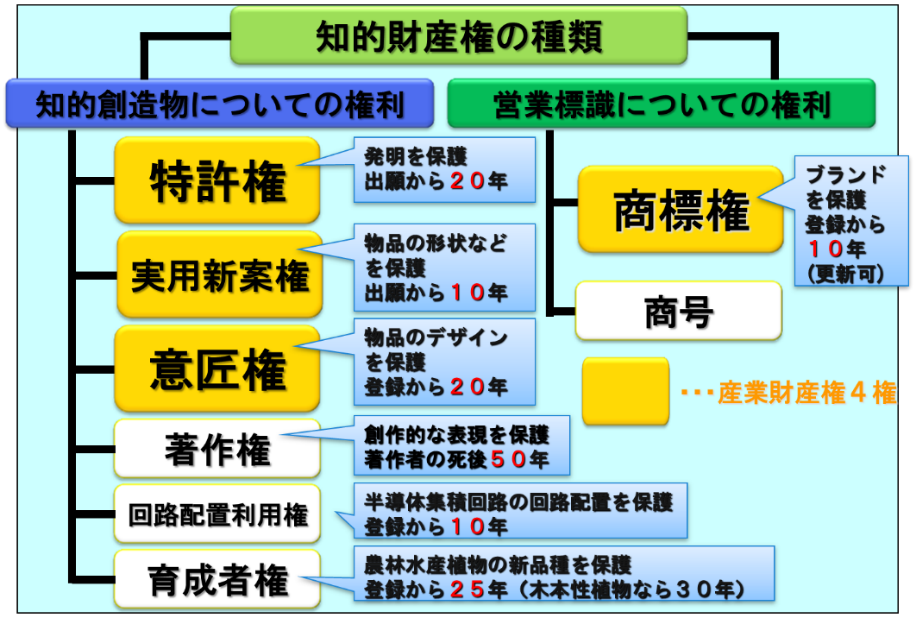 知的財産権の種類
知的創造物についての権利
特許権
発明を保護
出願から２０年
実用新案権
物品の形状など
を保護
出願から１０年
意匠権
物品のデザイン
を保護
登録から２０年
著作権
創作的な表現を保護
著作者の死後５０年
回路配置利用権
半導体集積回路の回路配置を保護
登録から１０年
育成者権
農林水産植物の新品種を保護
登録から２５年（木本性植物なら３０年）
営業標識についての権利
商標権
ブランド
を保護
登録から
１０年
(更新可)
商号
･･･産業財産権４権